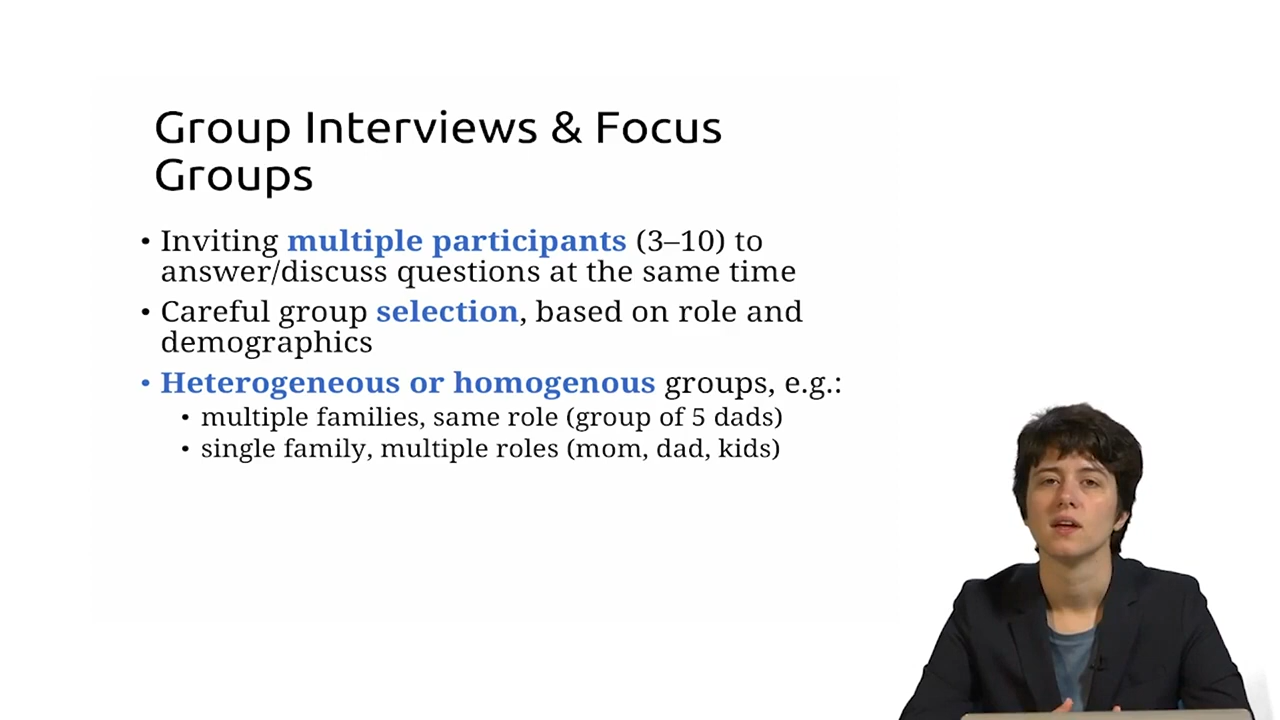 Group Interviews & Focus
Groups
• Inviting multiple participants (3–10) to
answer/discuss questions at the same time
• Careful group selection, based on role and
demographics
• Heterogeneous or homogenous groups, e.g.:
• multiple families, same role (group of 5 dads)
• single family, multiple roles (mom, dad, kids)